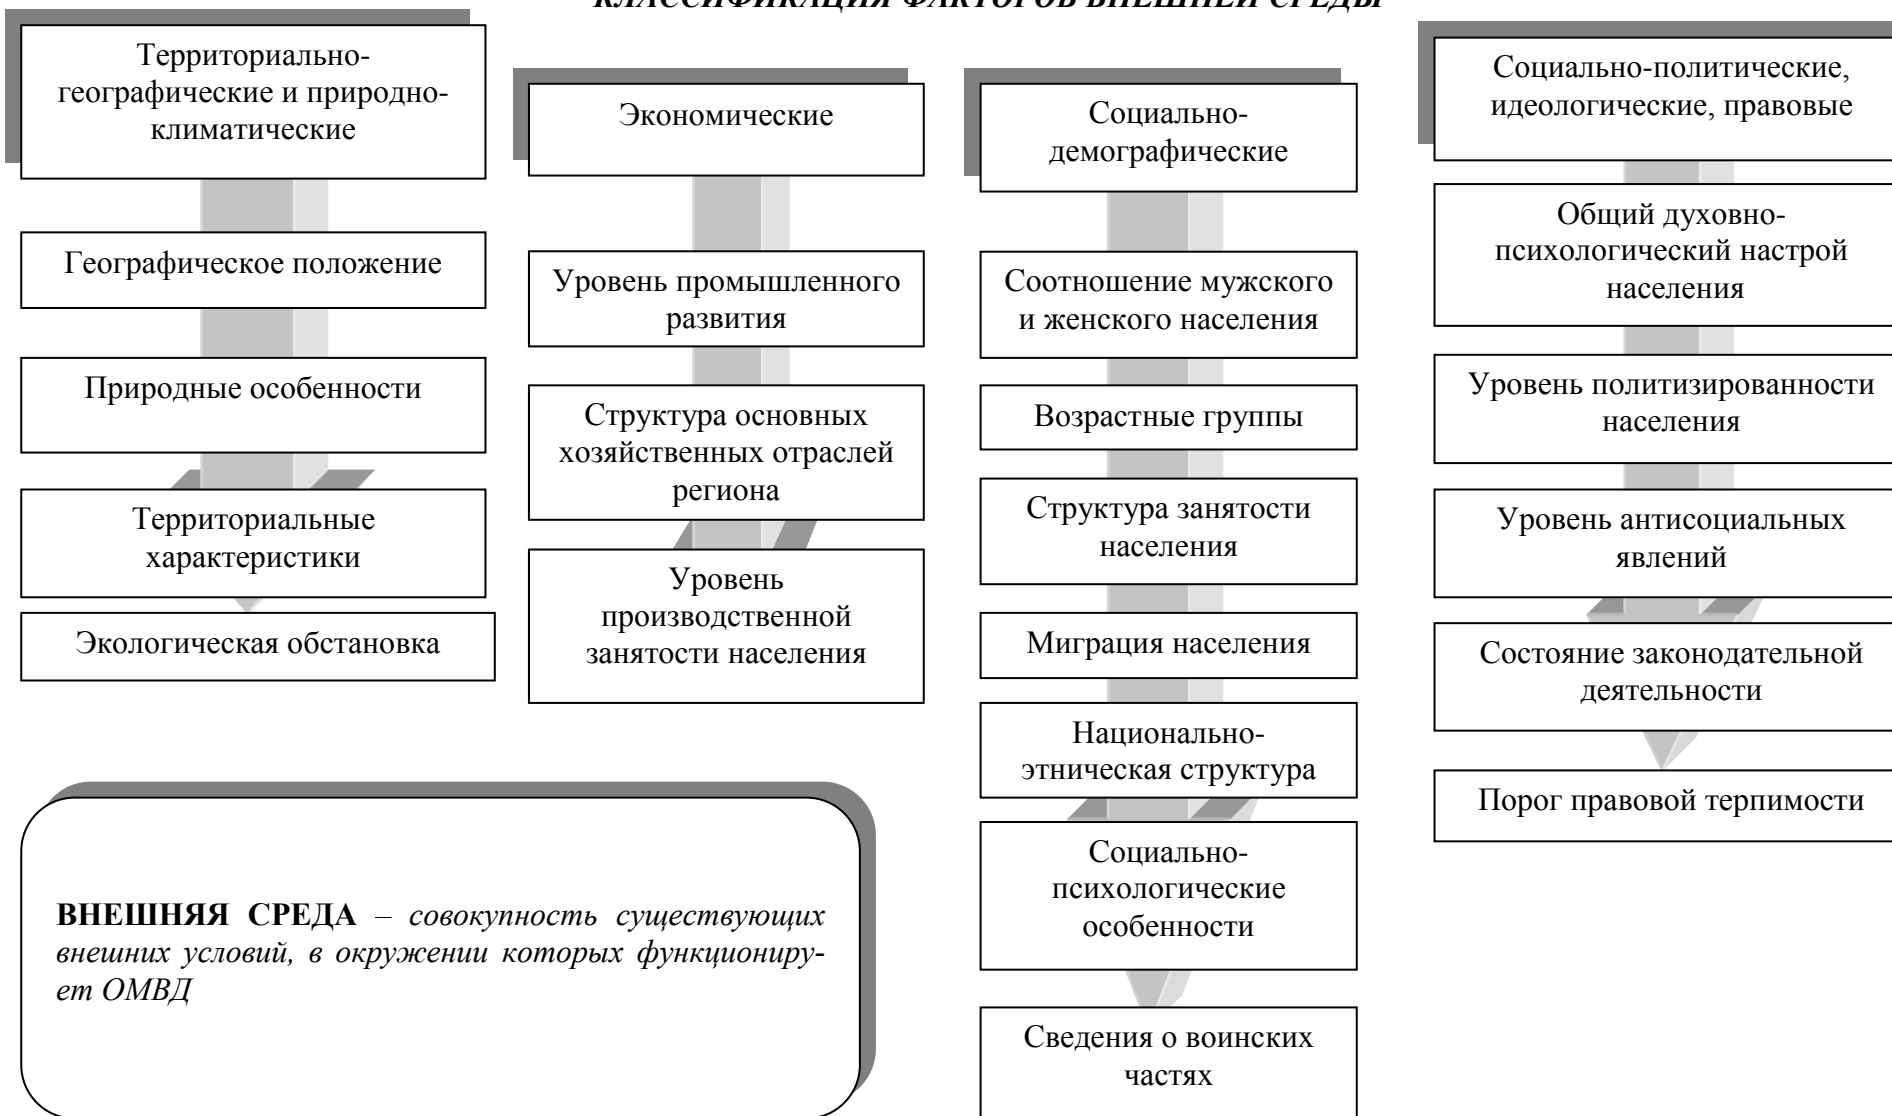 КЛАССИФИКАЦИЯ ФАКТОРОВ ВНЕШНЕЙ СРЕДЫ
Территориально-
географические и природно-
климатические
Географическое положение
Природные особенности
Территориальные
характеристики
Экологическая обстановка
Экономические
Уровень промышленного
развития
Структура основных
хозяйственных отраслей
региона
Уровень
производственной
занятости населения
Социально-
демографические
Соотношение мужского
и женского населения
Возрастные группы
Структура занятости
населения
Миграция населения
Национально-
этническая структура
Социально-
психологические
особенности
Сведения о воинских
частях
Социально-политические,
идеологические, правовые
Общий духовно-
психологический настрой
населения
Уровень политизированности
населения
Уровень антисоциальных
явлений
Состояние законодательной
деятельности
Порог правовой терпимости
ВНЕШНЯЯ СРЕДА – совокупность существующих
внешних условий, в окружении которых функциониру-
ет ОМВД